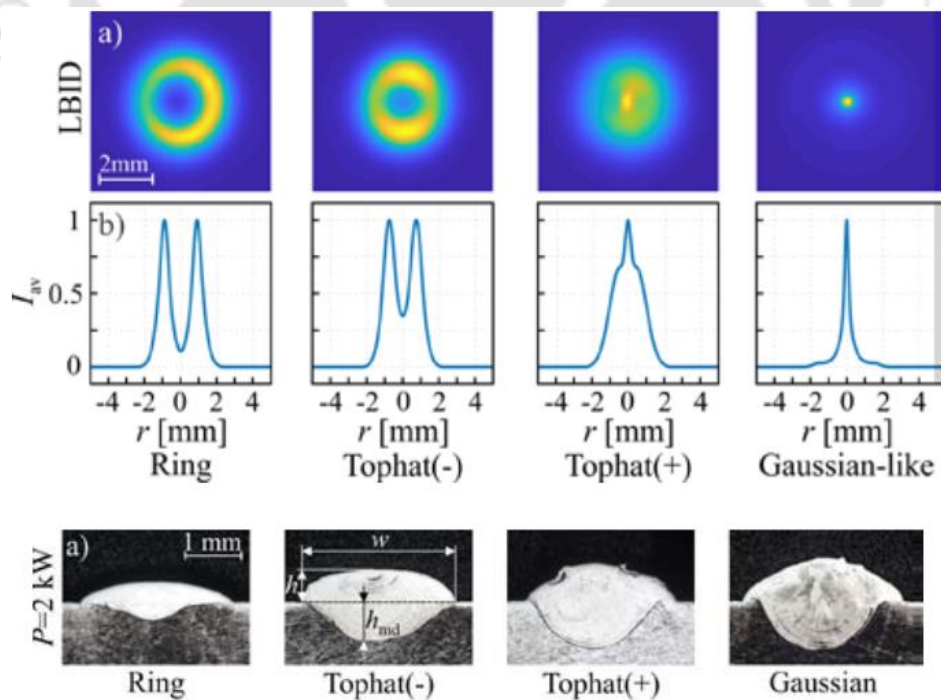 a)
LBID
2mm
b)
1
0.5
0
I_av
-4 -2 0 2 4 -4 -2 0 2 4 -4 -2 0 2 4 -4 -2 0 2 4
r [mm] r [mm] r [mm] r [mm]
Ring Tophat(-) Tophat(+) Gaussian-like
a)
1 mm
P=2 kW
w
h
h_md
Ring Tophat(-) Tophat(+) Gaussian